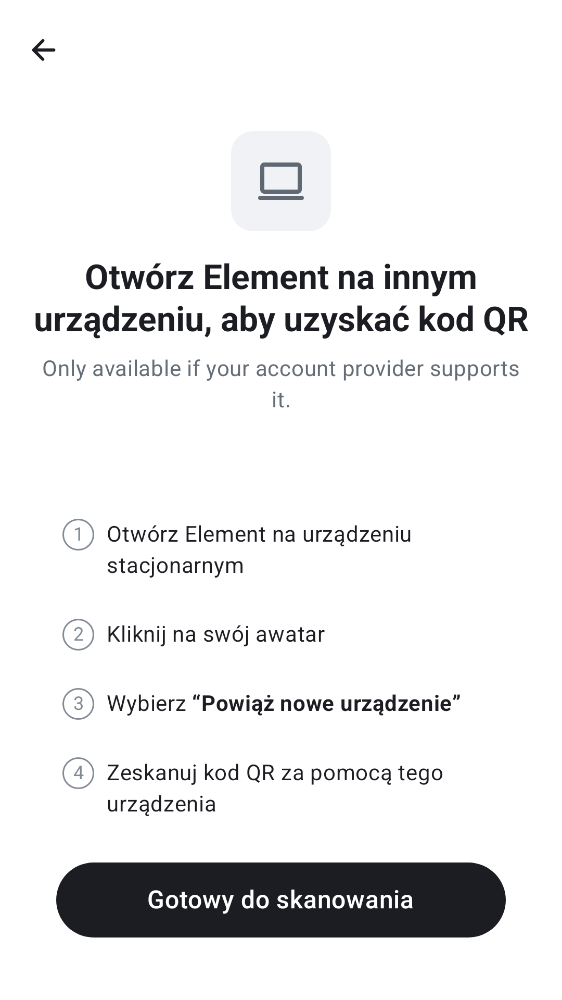 Otwórz Element na innym
urządzeniu, aby uzyskać kod QR
Only available if your account provider supports
it.
1 Otwórz Element na urządzeniu
stacjonarnym
2 Kliknij na swój awatar
3 Wybierz “Powiąż nowe urządzenie”
4 Zeskanuj kod QR za pomocą tego
urządzenia
Gotowy do skanowania